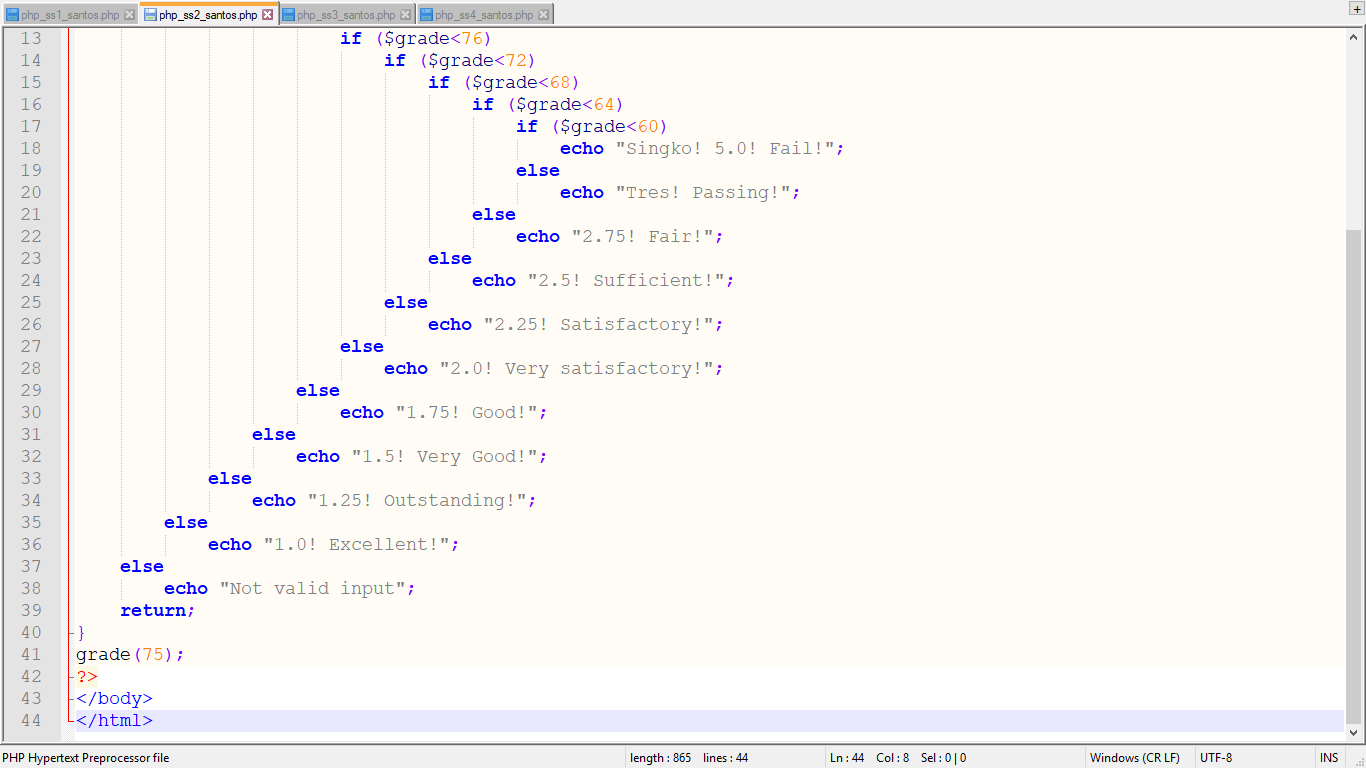 php_ss1_santos.php php_ss2_santos.php php_ss3_santos.php php_ss4_santos.php +
13 if ($grade<76)
14 if ($grade<72)
15 if ($grade<68)
16 if ($grade<64)
17 if ($grade<60)
18 echo "Singko! 5.0! Fail!";
19 else
20 echo "Tres! Passing!";
21 else
22 echo "2.75! Fair!";
23 else
24 echo "2.5! Sufficient!";
25 else
26 echo "2.25! Satisfactory!";
27 else
28 echo "2.0! Very satisfactory!";
29 else
30 echo "1.75! Good!";
31 else
32 echo "1.5! Very Good!";
33 else
34 echo "1.25! Outstanding!";
35 else
36 echo "1.0! Excellent!";
37 else
38 echo "Not valid input";
39 return;
40 }
41 grade(75);
42 ?>
43 </body>
44 </html>
PHP Hypertext Preprocessor file length : 865 lines : 44 Ln : 44 Col : 8 Sel : 0 | 0 Windows (CR LF) UTF-8 INS